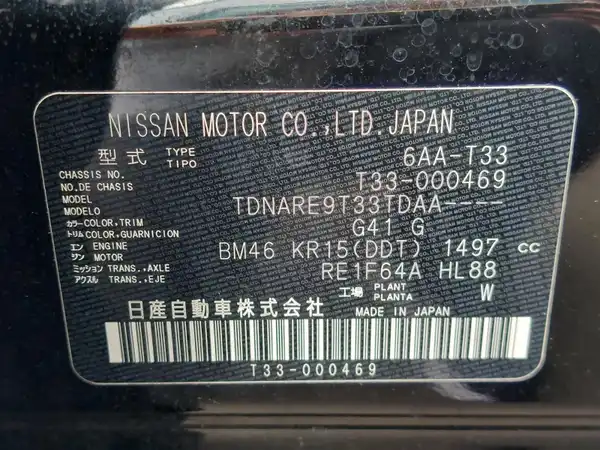 NISSAN MOTOR CO.,LTD.JAPAN
型式 TYPE TIPO 6AA-T33
CHASSIS NO. NO.DE CHASIS T33-000469
MODEL MODELO TDNARE9T33TDAA----
カラー COLOR,TRIM トリム COLOR,GUARNICION G41 G
エン ENGINE ジン MOTOR BM46 KR15(DDT) 1497 cc
ミッション TRANS.,AXLE アクスル TRANS.,EJE RE1F64A HL88
工場 PLANT PLANTA W
日産自動車株式会社 MADE IN JAPAN
T33-000469